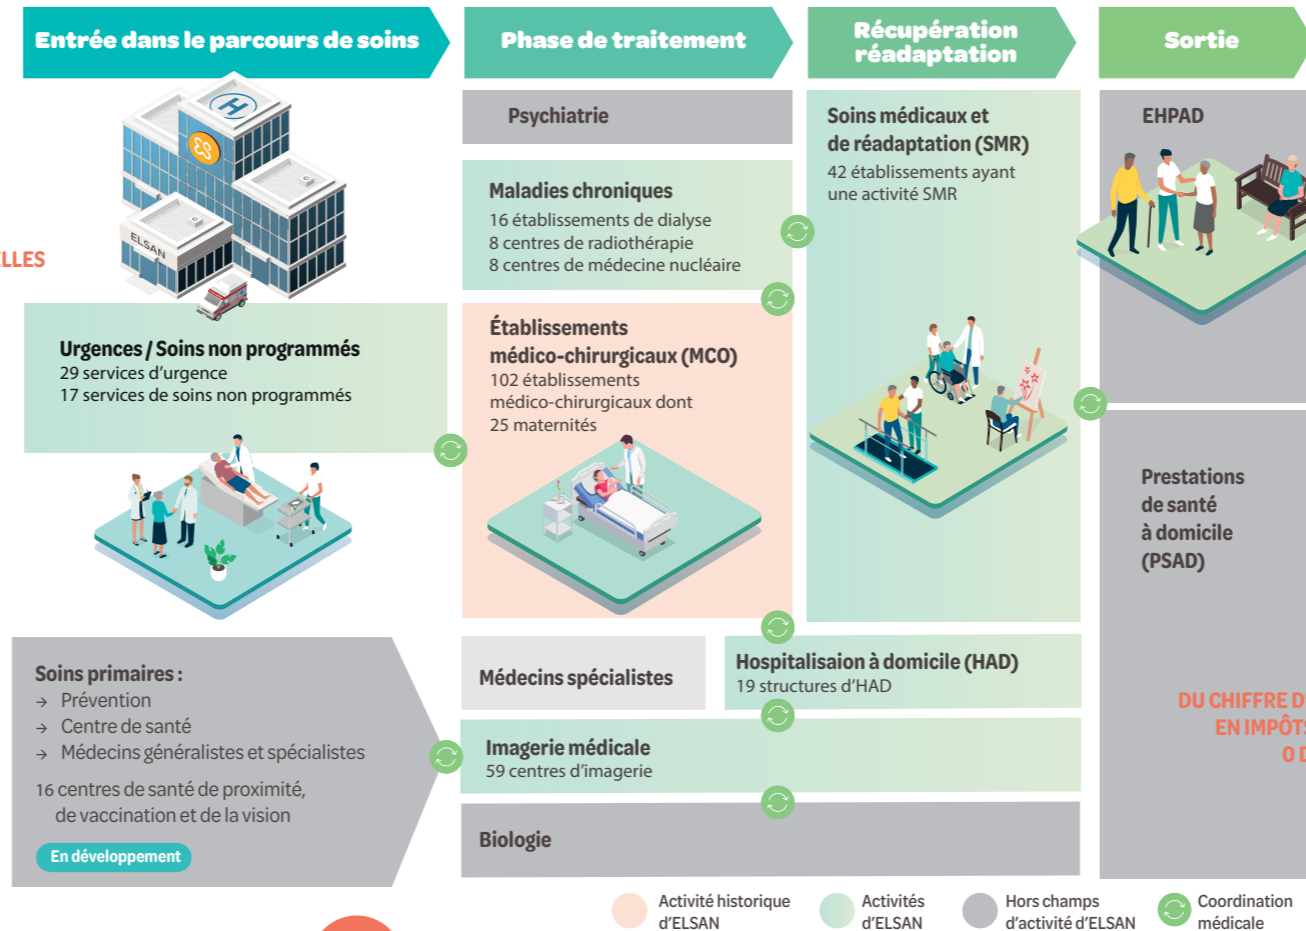 Entrée dans le parcours de soins
Phase de traitement
Récupération
réadaptation
Sortie
H
ELSAN
ELLES
Urgences / Soins non programmés
29 services d'urgence
17 services de soins non programmés
Soins primaires :
→ Prévention
→ Centre de santé
→ Médecins généralistes et spécialistes
16 centres de santé de proximité,
de vaccination et de la vision
En développement
Psychiatrie
Maladies chroniques
16 établissements de dialyse
8 centres de radiothérapie
8 centres de médecine nucléaire
Établissements
médico-chirurgicaux (MCO)
102 établissements
médico-chirurgicaux dont
25 maternités
Médecins spécialistes
Hospitalisaion à domicile (HAD)
19 structures d'HAD
Imagerie médicale
59 centres d'imagerie
Biologie
Soins médicaux et
de réadaptation (SMR)
42 établissements ayant
une activité SMR
EHPAD
Prestations
de santé
à domicile
(PSAD)
DU CHIFFRE D
EN IMPÔTS
0 D
Activité historique
d'ELSAN
Activités
d'ELSAN
Hors champs
d'activité d'ELSAN
Coordination
médicale